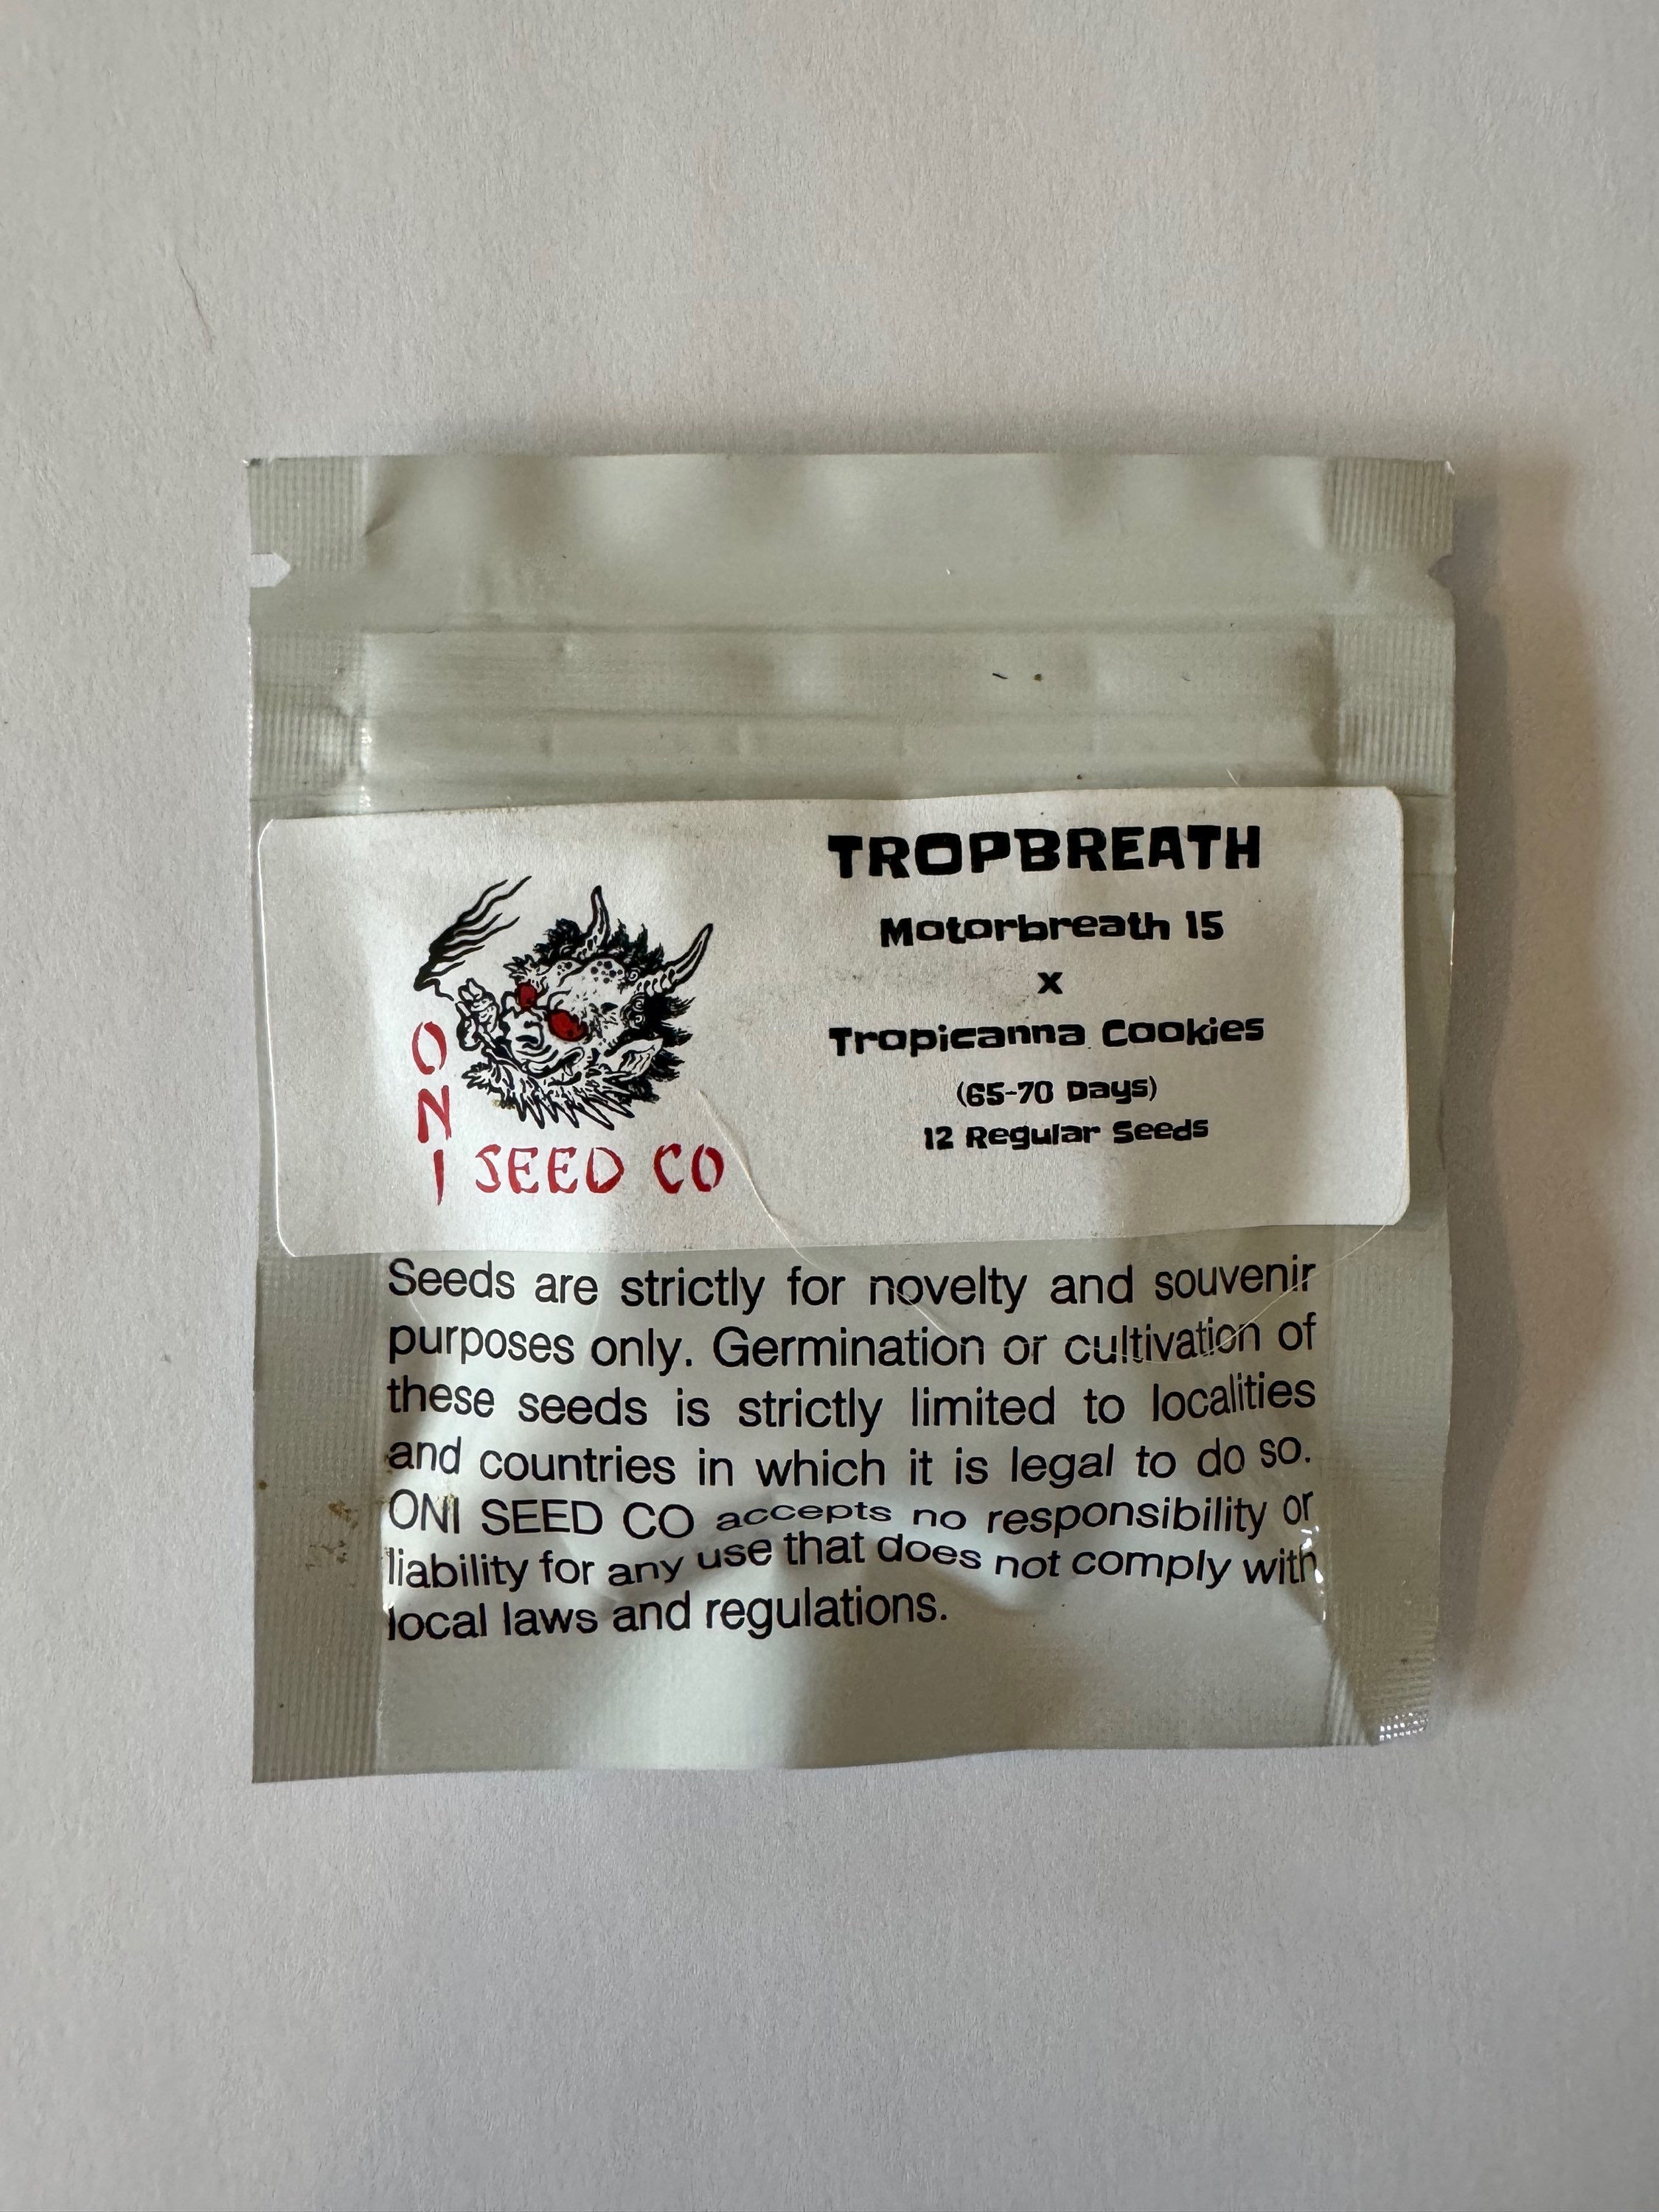 TROPBREATH
Motorbreath 15
x
Tropicanna Cookies
(65-70 Days)
12 Regular Seeds
ONI SEED CO
Seeds are strictly for novelty and souvenir
purposes only. Germination or cultivation of
these seeds is strictly limited to localities
and countries in which it is legal to do so.
ONI SEED CO accepts no responsibility or
liability for any use that does not comply with
local laws and regulations.